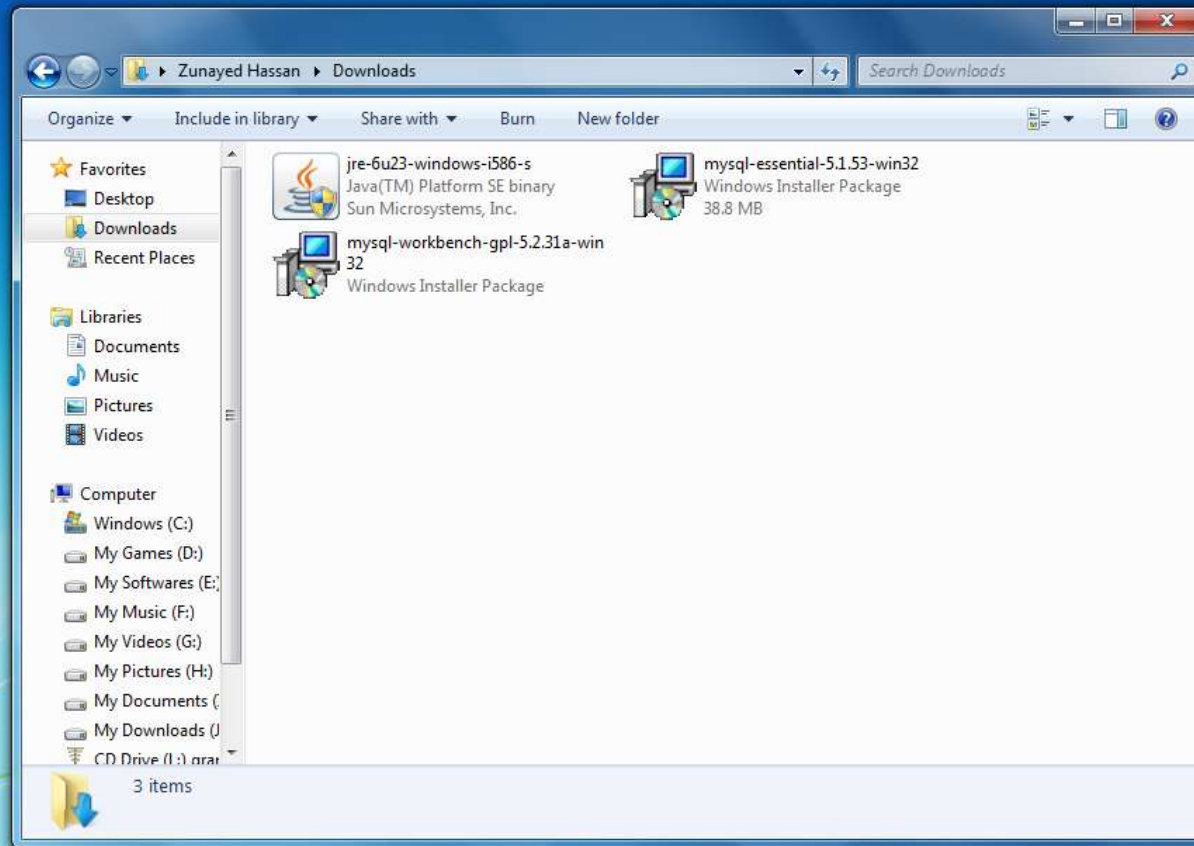 Zunayed Hassan Downloads
Search Downloads
Organize Include in library Share with Burn New folder
Favorites
Desktop
Downloads
Recent Places
Libraries
Documents
Music
Pictures
Videos
Computer
Windows (C:)
My Games (D:)
My Softwares (E:
My Music (F:)
My Videos (G:)
My Pictures (H:)
My Documents (
My Downloads (J
CD Drive (L:) grar
jre-6u23-windows-i586-s
Java(TM) Platform SE binary
Sun Microsystems, Inc.
mysql-essential-5.1.53-win32
Windows Installer Package
38.8 MB
mysql-workbench-gpl-5.2.31a-win
32
Windows Installer Package
3 items